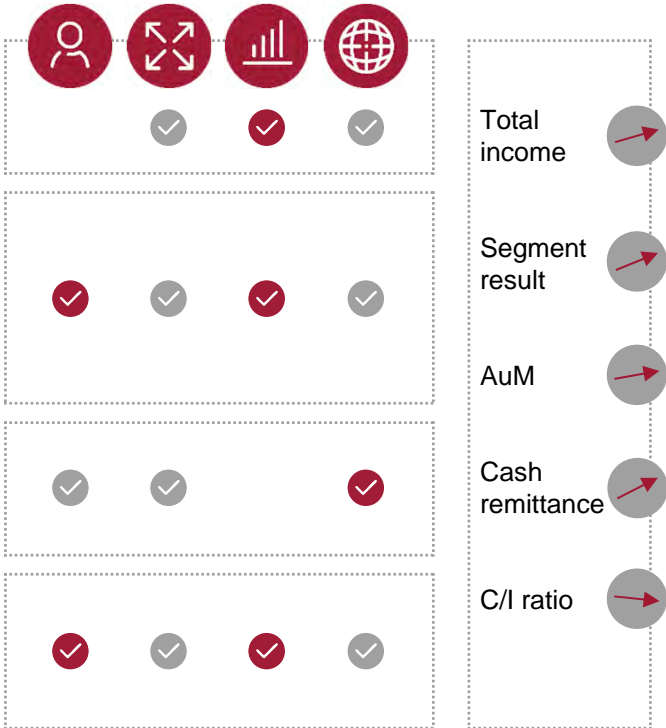 Total
income
Segment
result
AuM
Cash
remittance
C/I ratio